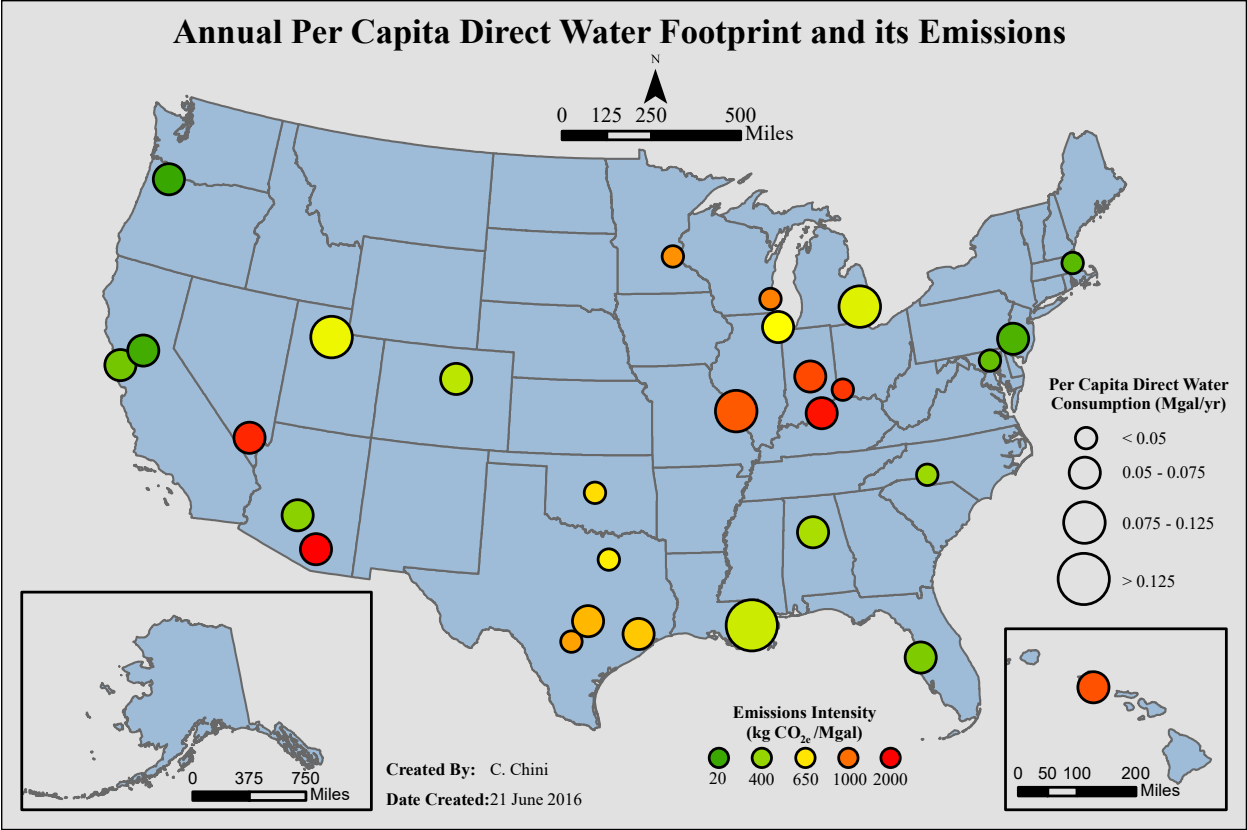 Annual Per Capita Direct Water Footprint and its Emissions
N
0 125 250 500
Miles
Per Capita Direct Water
Consumption (Mgal/yr)
< 0.05
0.05 - 0.075
0.075 - 0.125
> 0.125
Emissions Intensity
(kg CO2e /Mgal)
20 400 650 1000 2000
Created By: C. Chini
Date Created: 21 June 2016
0 375 750
Miles
0 50 100 200
Miles